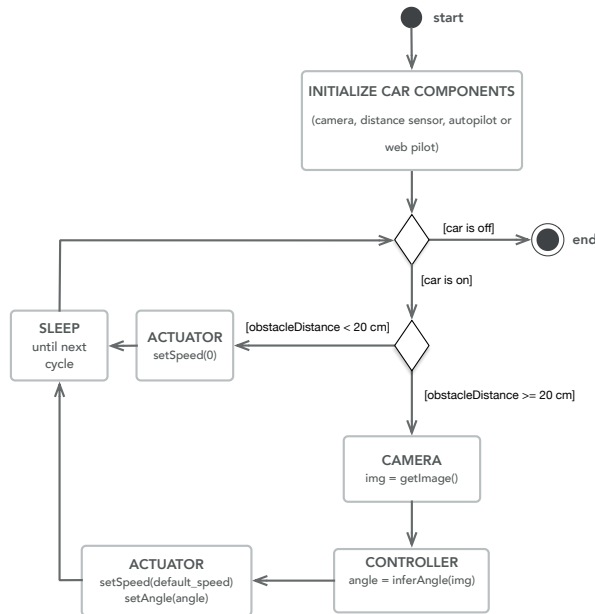 start
INITIALIZE CAR COMPONENTS
(camera, distance sensor, autopilot or
web pilot)
[car is off]
end
[car is on]
SLEEP
until next
cycle
ACTUATOR
setSpeed(0)
[obstacleDistance < 20 cm]
[obstacleDistance >= 20 cm]
CAMERA
img = getImage()
ACTUATOR
setSpeed(default_speed)
setAngle(angle)
CONTROLLER
angle = inferAngle(img)